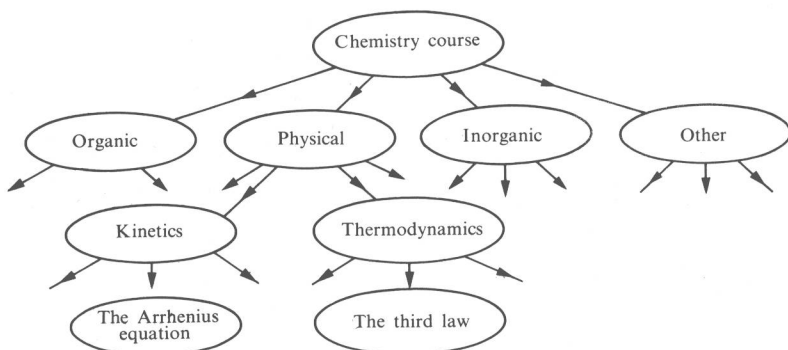 Chemistry course
Organic
Physical
Inorganic
Other
Kinetics
Thermodynamics
The Arrhenius
equation
The third law